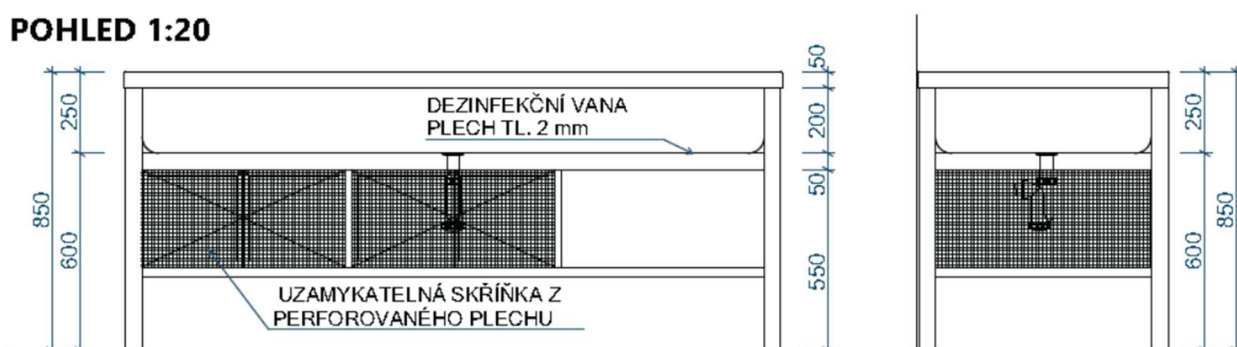 POHLED 1:20
250
850
600
DEZINFEKČNÍ VANA
PLECH TL. 2 mm
UZAMYKATELNÁ SKŘÍŇKA Z
PERFOROVANÉHO PLECHU
50
200
50
550
250
600
850